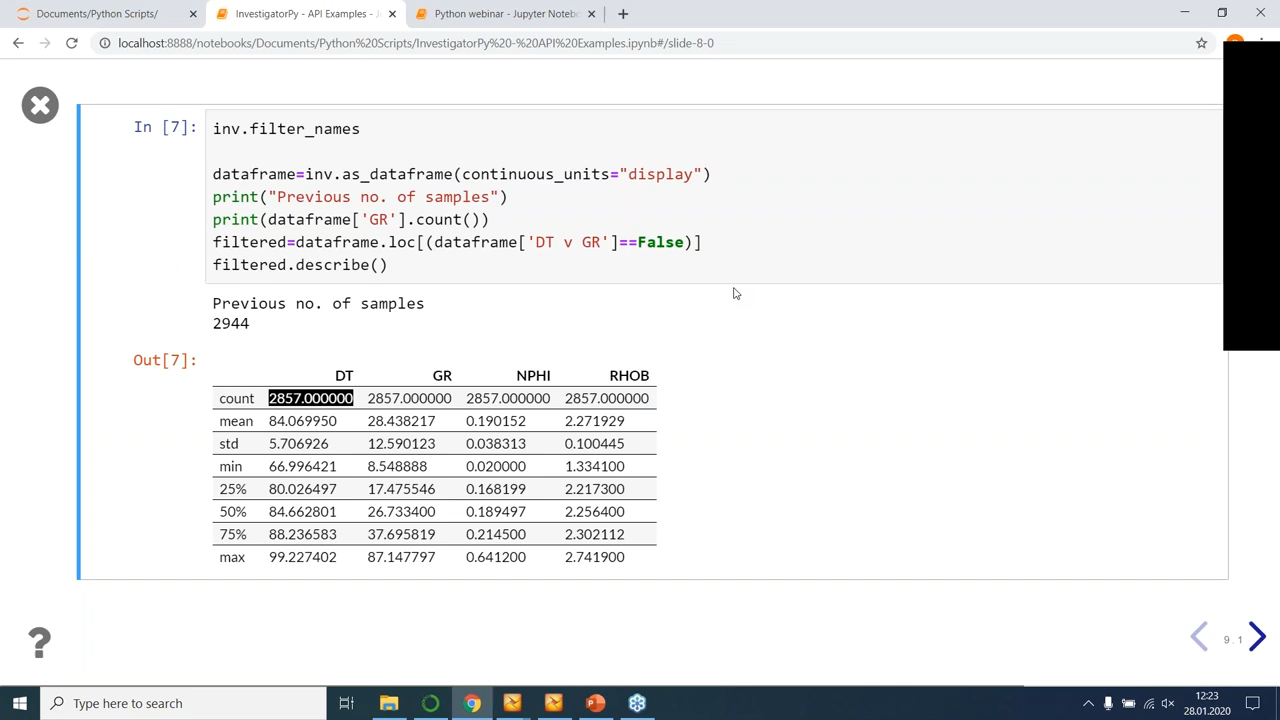 Documents/Python Scripts/
InvestigatorPy - API Examples -
Python webinar - Jupyter Notebo
localhost:8888/notebooks/Documents/Python%20Scripts/InvestigatorPy%20-%20API%20Examples.ipynb#/slide-8-0
In [7]:
inv.filter_names
dataframe=inv.as_dataframe(continuous_units="display")
print("Previous no. of samples")
print(dataframe['GR'].count())
filtered=dataframe.loc[(dataframe['DT v GR']==False)]
filtered.describe()
Previous no. of samples
2944
Out[7]:
DT GR NPHI RHOB
count 2857.000000 2857.000000 2857.000000 2857.000000
mean 84.069950 28.438217 0.190152 2.271929
std 5.706926 12.590123 0.038313 0.100445
min 66.996421 8.548888 0.020000 1.334100
25% 80.026497 17.475546 0.168199 2.217300
50% 84.662801 26.733400 0.189497 2.256400
75% 88.236583 37.695819 0.214500 2.302112
max 99.227402 87.147797 0.641200 2.741900
9.1
Type here to search
12:23
28.01.2020